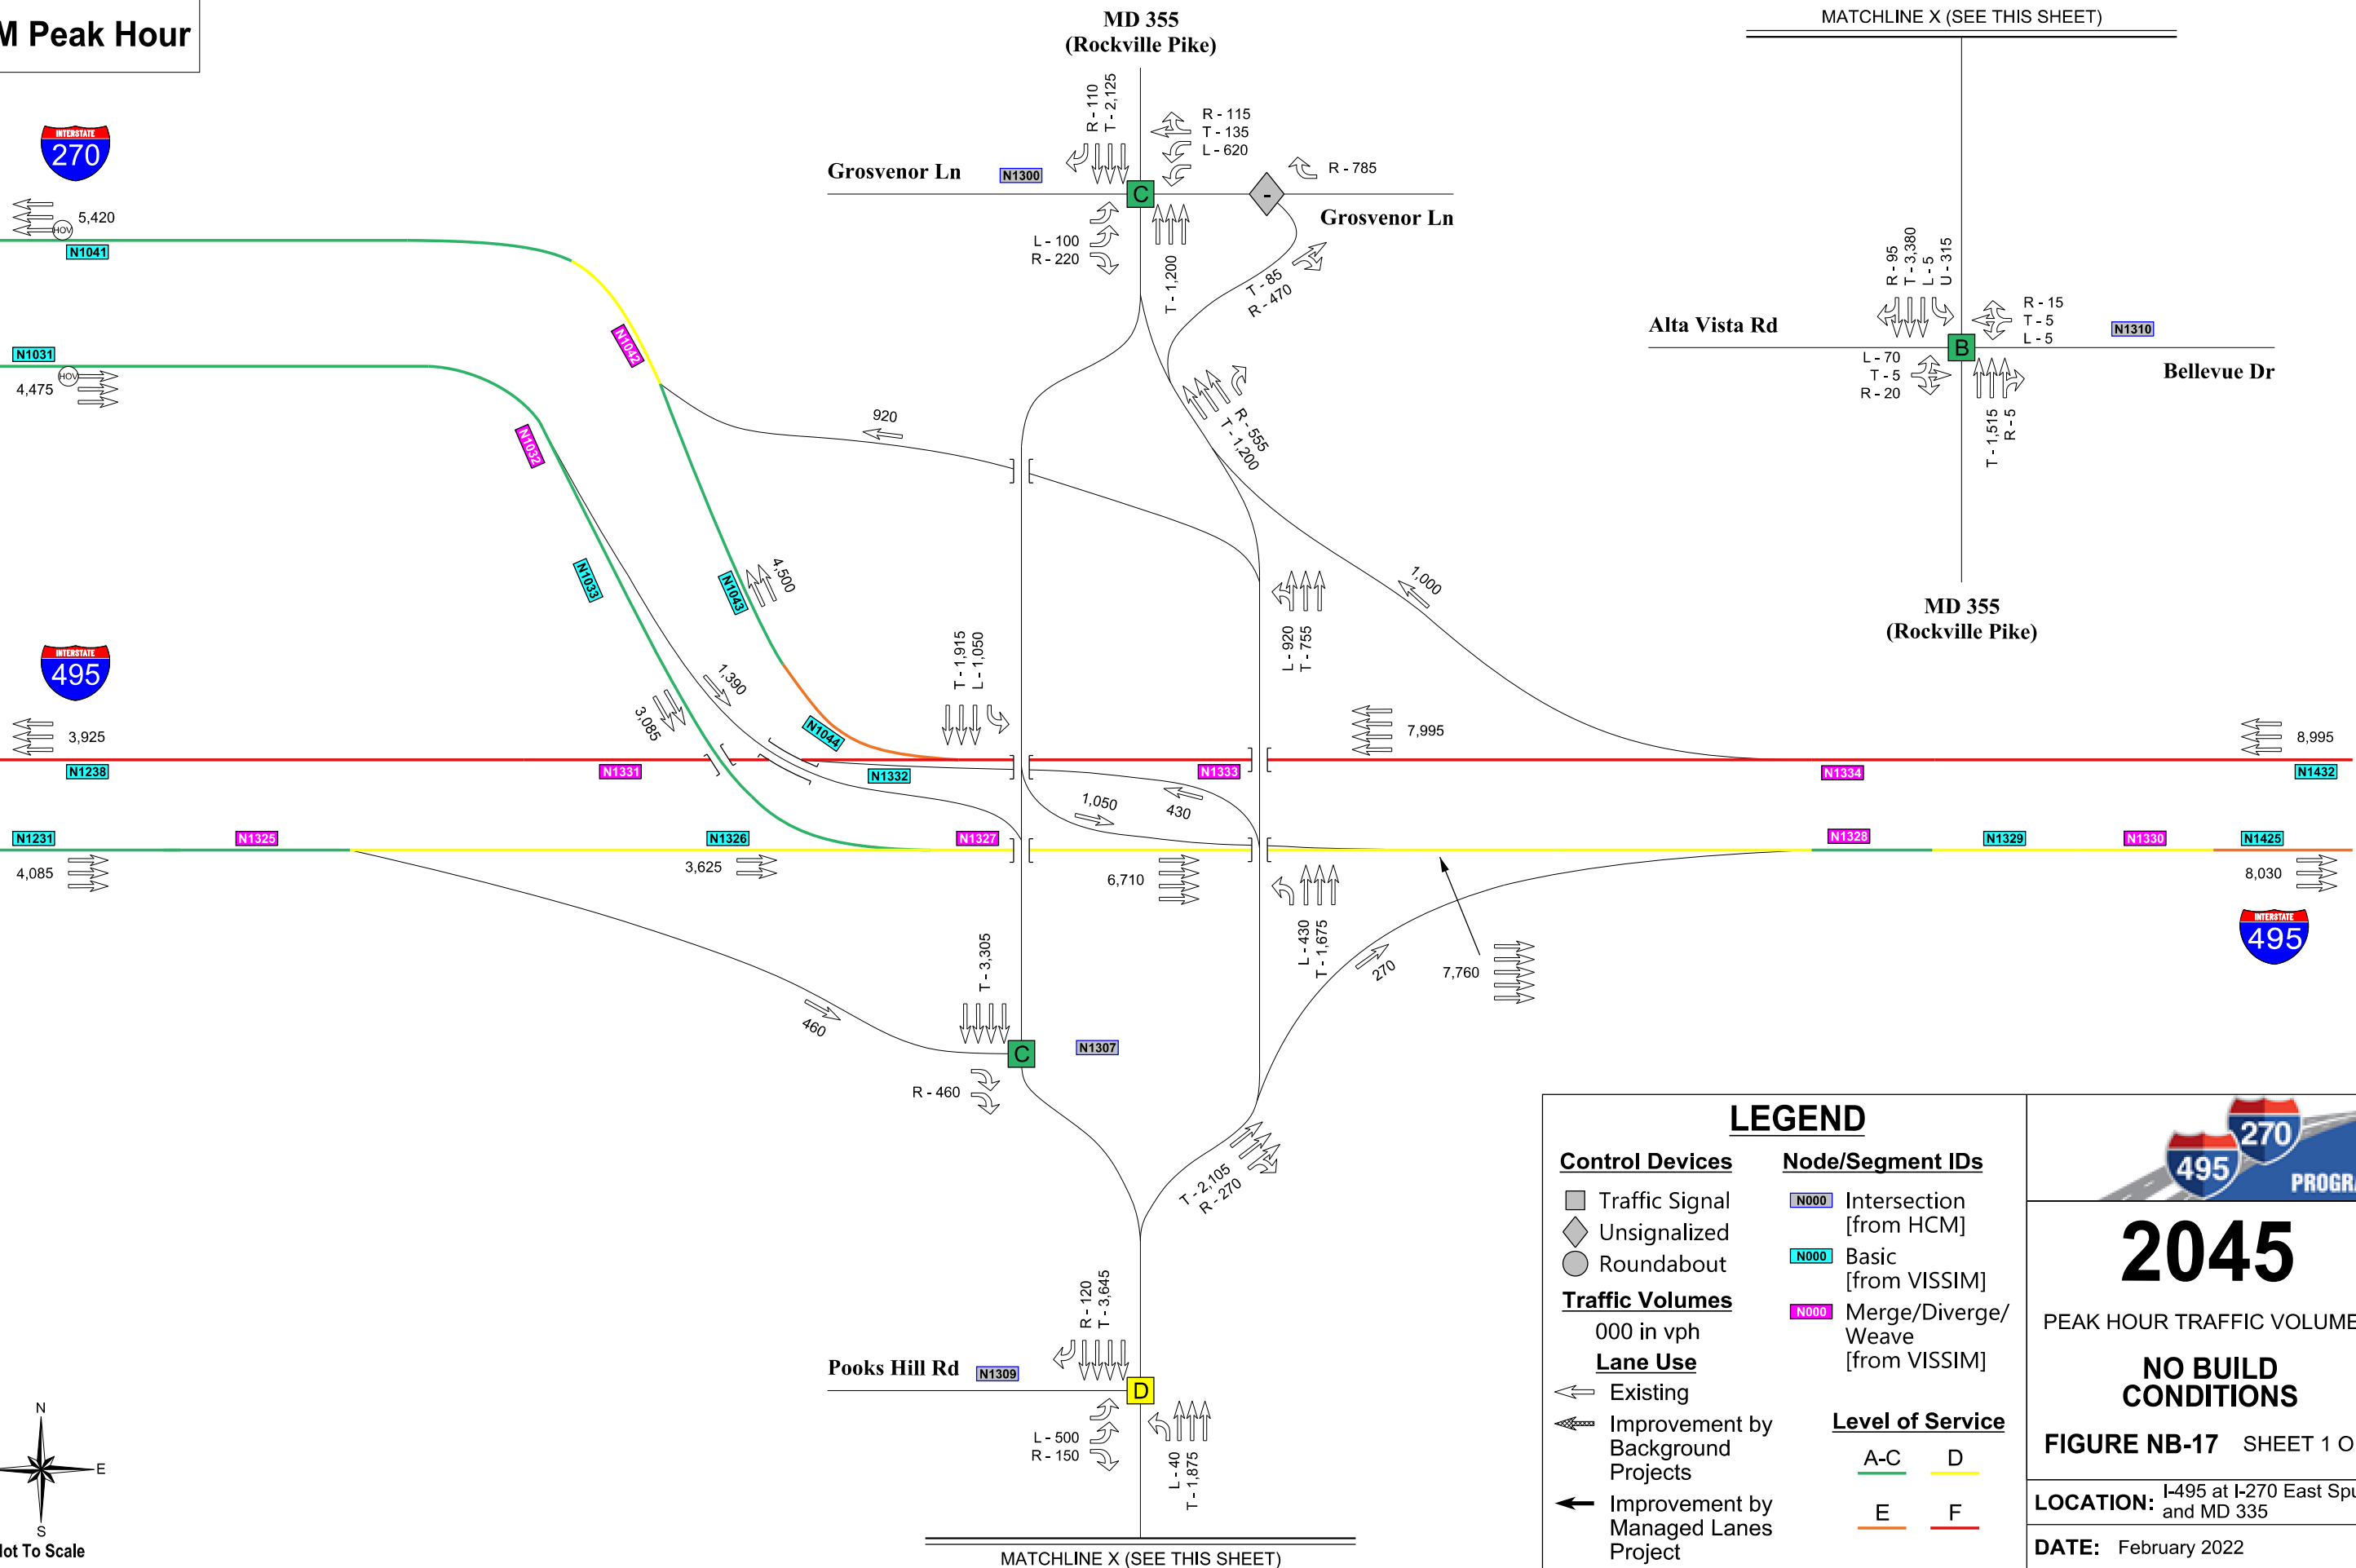 M Peak Hour
MD 355
(Rockville Pike)
MATCHLINE X (SEE THIS SHEET)
INTERSTATE
270
R - 110
T - 2,125
R - 115
T - 135
L - 620
Grosvenor Ln
N1300
C
-
R - 785
Grosvenor Ln
L - 100
R - 220
T - 1,200
T - 85
R - 470
5,420
HOV
N1041
N1031
HOV
4,475
N1042
N1032
920
R - 555
T - 1,200
R - 95
T - 3,380
L - 5
U - 315
R - 15
T - 5
L - 5
Alta Vista Rd
N1310
B
L - 70
T - 5
R - 20
Bellevue Dr
T - 1,515
R - 5
MD 355
(Rockville Pike)
N1033
N1043
4,500
1,000
INTERSTATE
495
1,390
3,085
T - 1,915
L - 1,050
L - 920
T - 755
N1044
3,925
N1238
N1331
N1332
N1333
7,995
N1334
8,995
N1432
1,050
430
N1231
N1325
N1326
N1327
N1328
N1329
N1330
N1425
4,085
3,625
6,710
8,030
INTERSTATE
495
L - 430
T - 1,675
270
7,760
T - 3,305
460
C
N1307
R - 460
T - 2,105
R - 270
R - 120
T - 3,645
Pooks Hill Rd
N1309
D
L - 500
R - 150
L - 40
T - 1,875
MATCHLINE X (SEE THIS SHEET)
N
E
S
Not To Scale
LEGEND
Control Devices
Traffic Signal
Unsignalized
Roundabout
Traffic Volumes
000 in vph
Lane Use
Existing
Improvement by
Background
Projects
Improvement by
Managed Lanes
Project
Node/Segment IDs
N000 Intersection
[from HCM]
N000 Basic
[from VISSIM]
N000 Merge/Diverge/
Weave
[from VISSIM]
Level of Service
A-C D
E F
270
495
PROGRA
2045
PEAK HOUR TRAFFIC VOLUME
NO BUILD
CONDITIONS
FIGURE NB-17 SHEET 1 O
LOCATION: I-495 at I-270 East Spu
and MD 335
DATE: February 2022